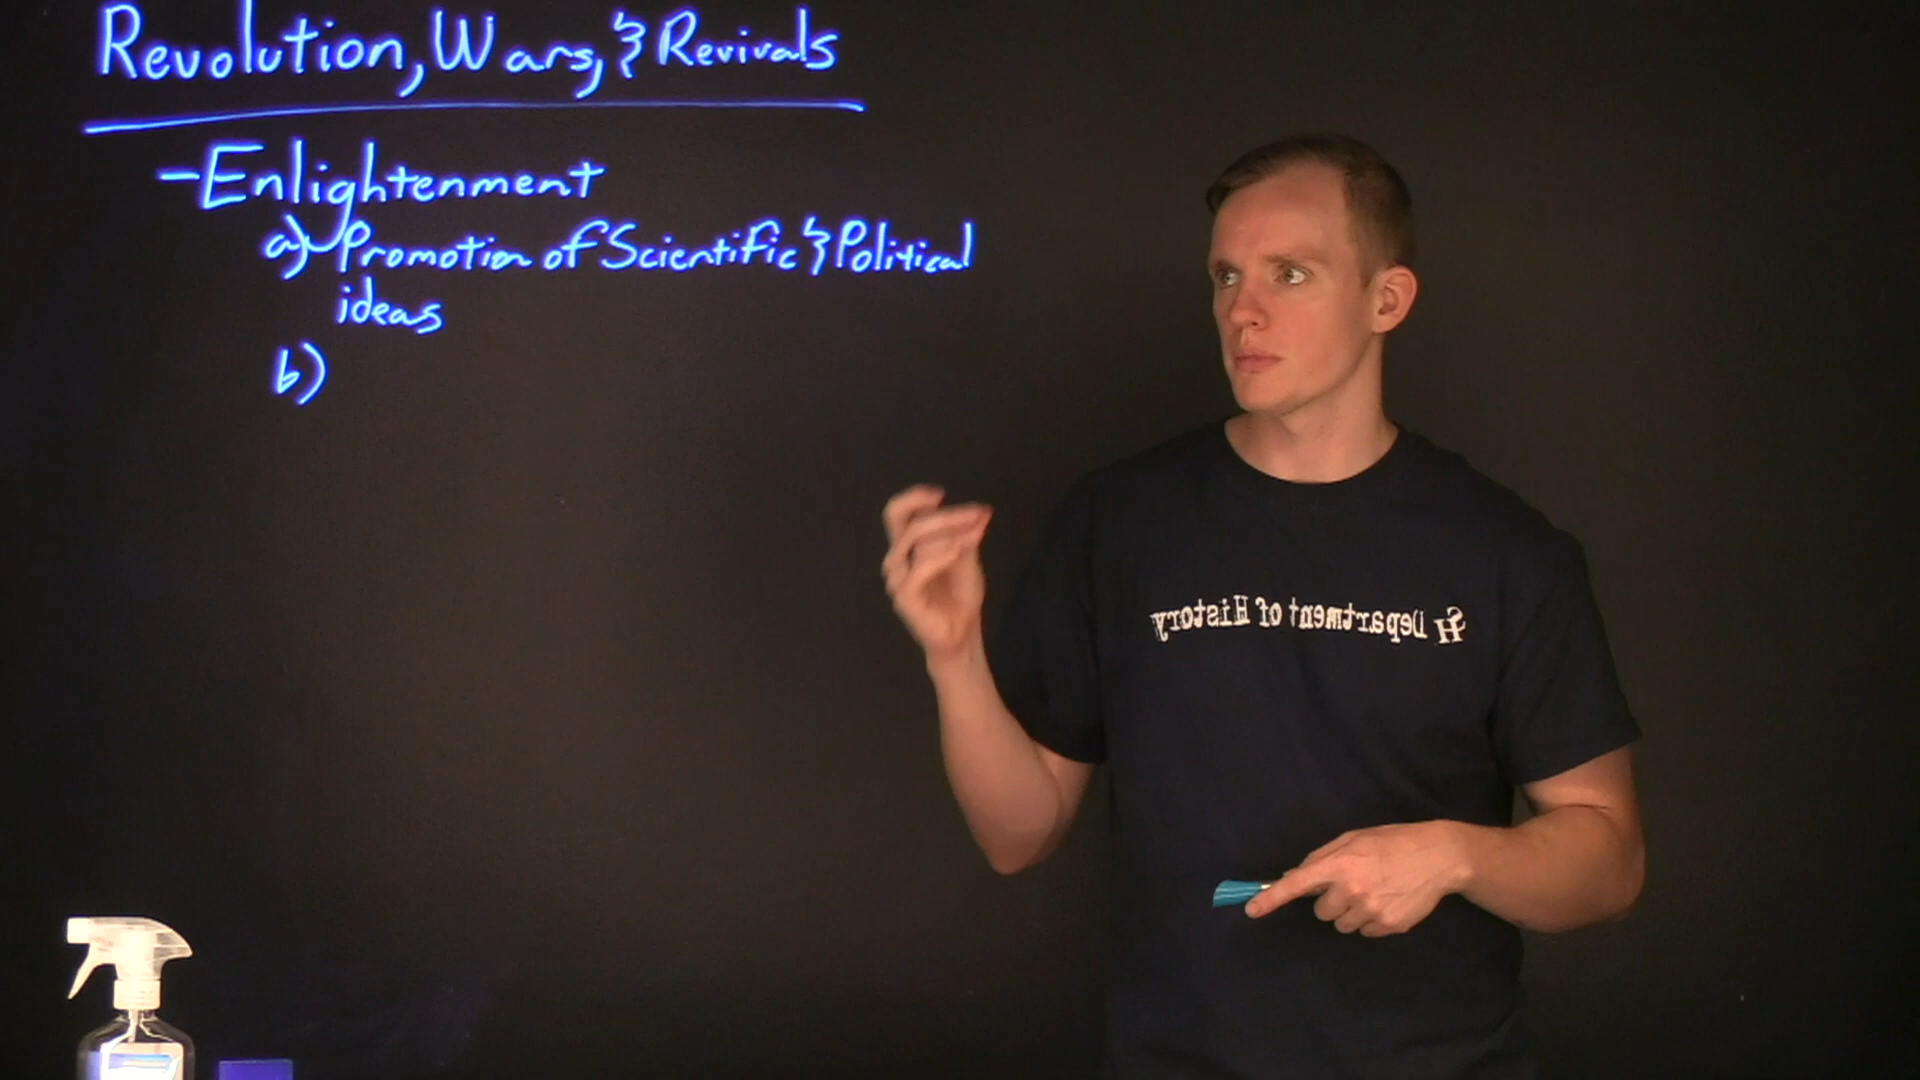 Revolution, Wars, & Revivals
- Enlightenment
a) Promotion of Scientific & Political
ideas
b)
SH Department of History